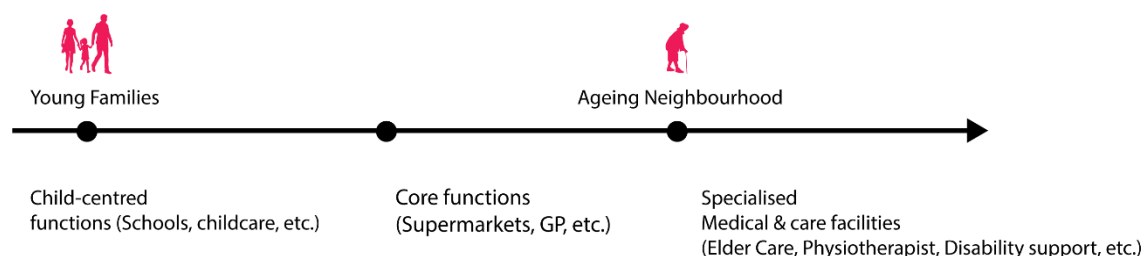 Young Families
Ageing Neighbourhood
Child-centred
functions (Schools, childcare, etc.)
Core functions
(Supermarkets, GP, etc.)
Specialised
Medical & care facilities
(Elder Care, Physiotherapist, Disability support, etc.)